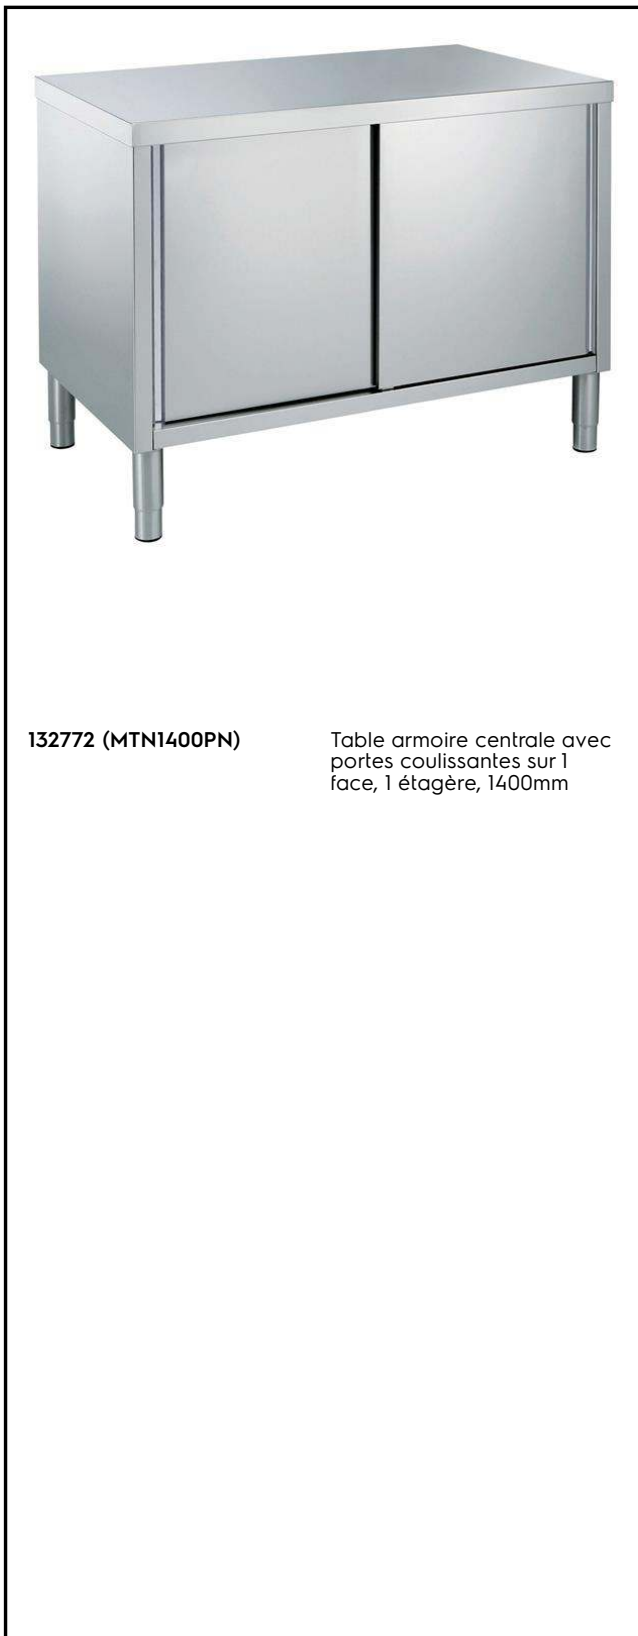 132772 (MTN1400PN)
Table armoire centrale avec
portes coulissantes sur 1
face, 1 étagère, 1400mm